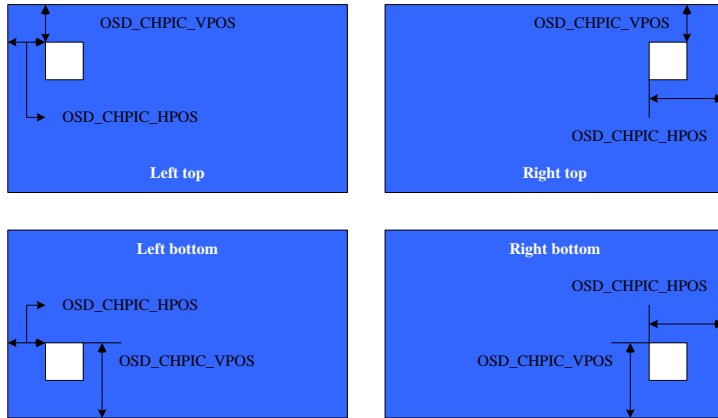 OSD_CHPIC_VPOS
OSD_CHPIC_HPOS
Left top
OSD_CHPIC_VPOS
OSD_CHPIC_HPOS
Right top
Left bottom
OSD_CHPIC_HPOS
OSD_CHPIC_VPOS
Right bottom
OSD_CHPIC_HPOS
OSD_CHPIC_VPOS